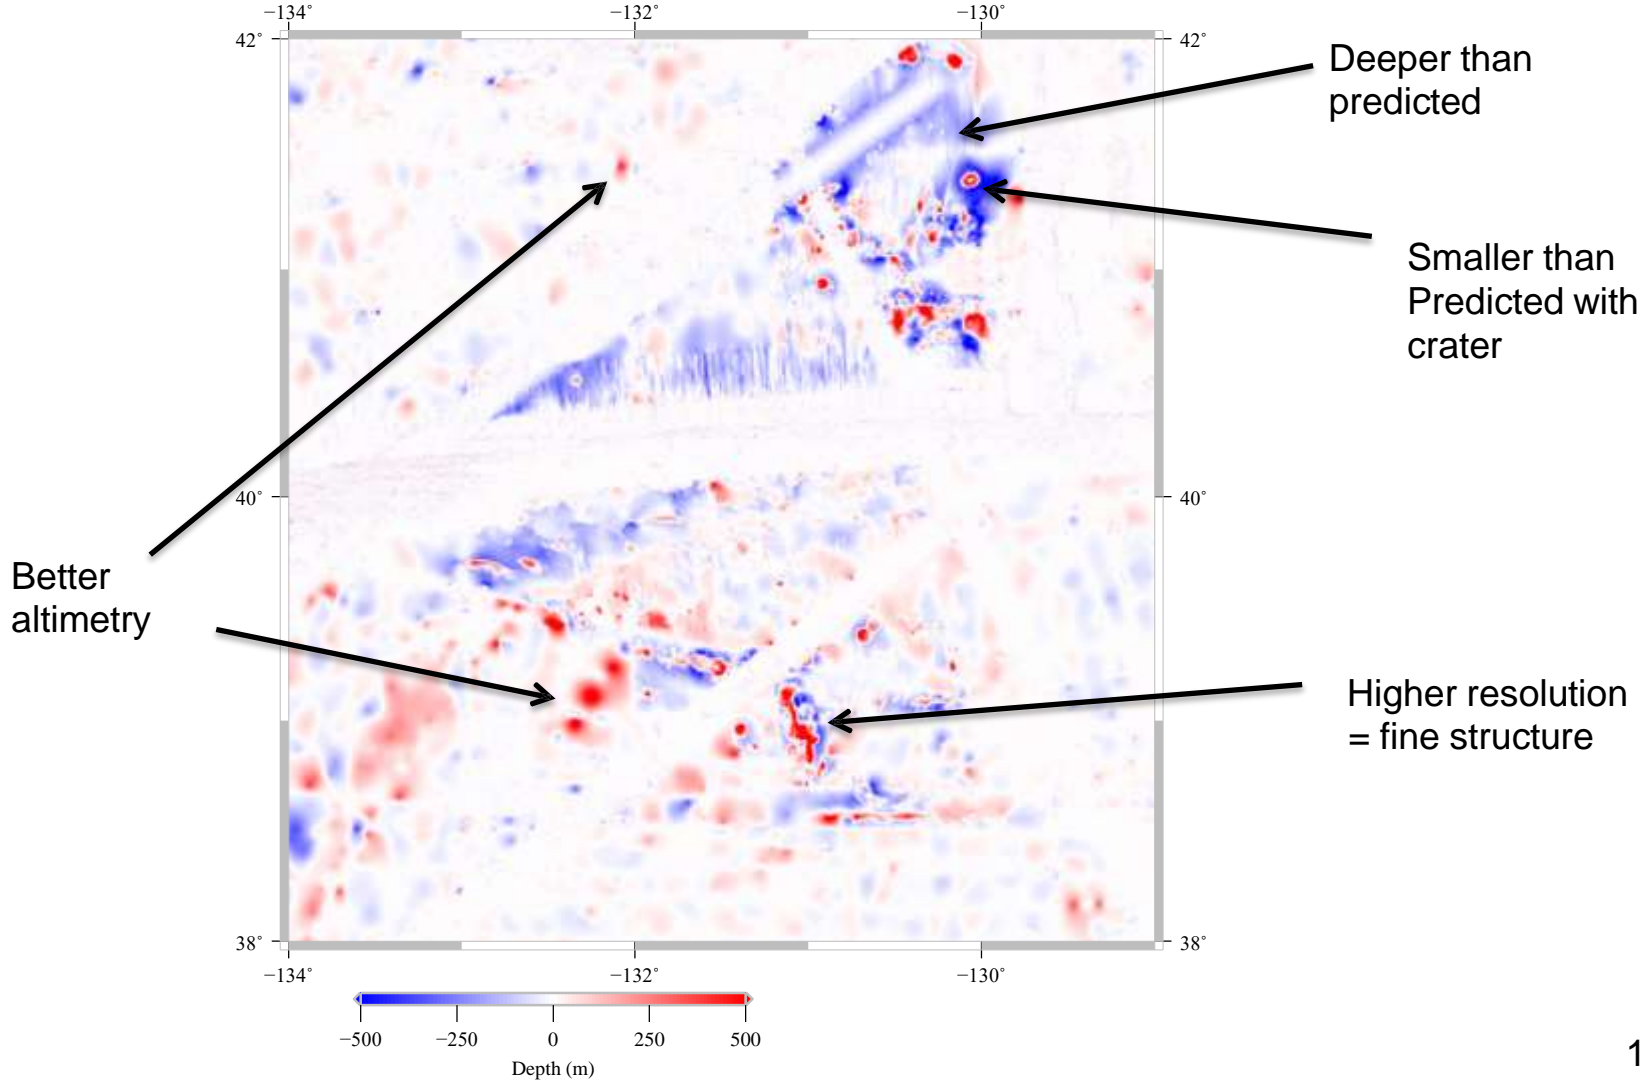 −134˚ −132˚ −130˚
42˚ 42˚
Deeper than
predicted
Smaller than
Predicted with
crater
40˚ 40˚
Better
altimetry
Higher resolution
= fine structure
38˚ 38˚
−134˚ −132˚ −130˚
−500 −250 0 250 500
Depth (m)
1